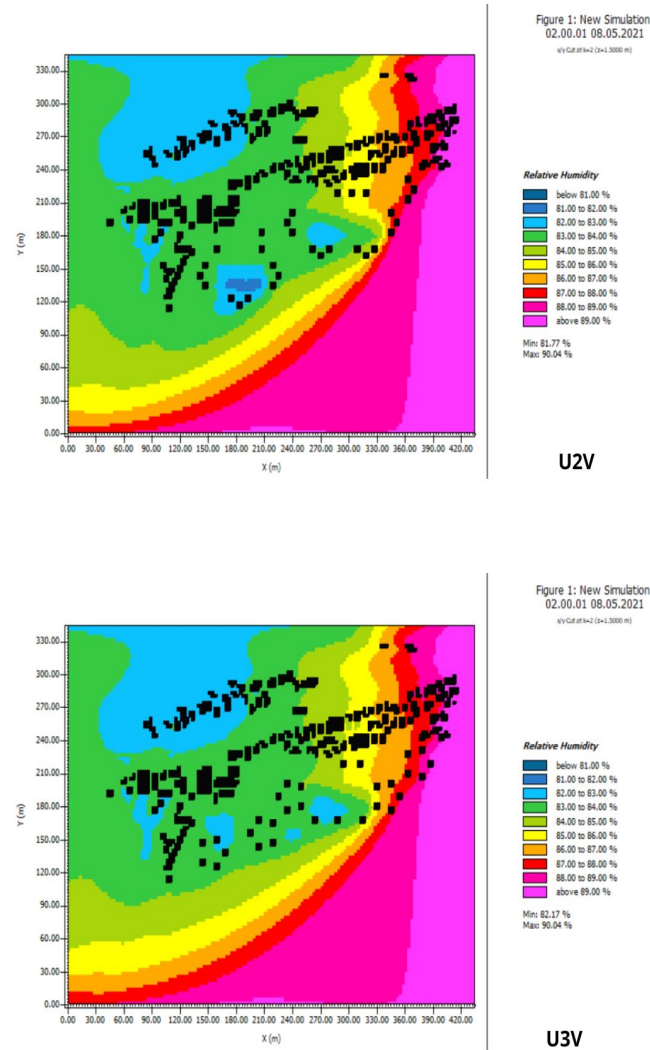 Figure 1: New Simulation
02.00.01 08.05.2021
x/y Cut at k=2 (z=1.5000 m)
330.00
300.00
270.00
240.00
210.00
180.00
150.00
120.00
90.00
60.00
30.00
0.00
Y (m)
0.00 30.00 60.00 90.00 120.00 150.00 180.00 210.00 240.00 270.00 300.00 330.00 360.00 390.00 420.00
X (m)
Relative Humidity
below 81.00 %
81.00 to 82.00 %
82.00 to 83.00 %
83.00 to 84.00 %
84.00 to 85.00 %
85.00 to 86.00 %
86.00 to 87.00 %
87.00 to 88.00 %
88.00 to 89.00 %
above 89.00 %
Min: 81.77 %
Max: 90.04 %
U2V
Figure 1: New Simulation
02.00.01 08.05.2021
x/y Cut at k=2 (z=1.5000 m)
330.00
300.00
270.00
240.00
210.00
180.00
150.00
120.00
90.00
60.00
30.00
0.00
Y (m)
0.00 30.00 60.00 90.00 120.00 150.00 180.00 210.00 240.00 270.00 300.00 330.00 360.00 390.00 420.00
X (m)
Relative Humidity
below 81.00 %
81.00 to 82.00 %
82.00 to 83.00 %
83.00 to 84.00 %
84.00 to 85.00 %
85.00 to 86.00 %
86.00 to 87.00 %
87.00 to 88.00 %
88.00 to 89.00 %
above 89.00 %
Min: 82.17 %
Max: 90.04 %
U3V